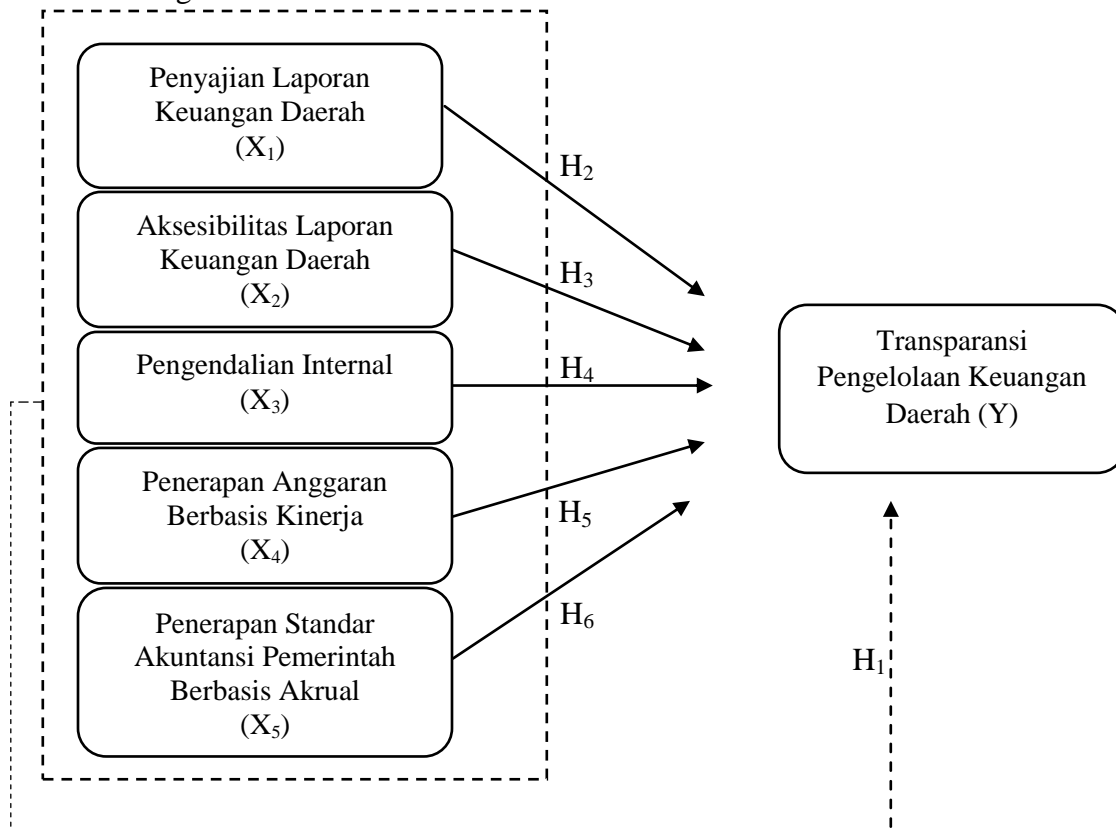 Penyajian Laporan
Keuangan Daerah
(X₁)
H₂
Aksesibilitas Laporan
Keuangan Daerah
(X₂)
H₃
Pengendalian Internal
(X₃)
H₄
Transparansi
Pengelolaan Keuangan
Daerah (Y)
Penerapan Anggaran
Berbasis Kinerja
(X₄)
H₅
Penerapan Standar
Akuntansi Pemerintah
Berbasis Akrual
(X₅)
H₆
H₁